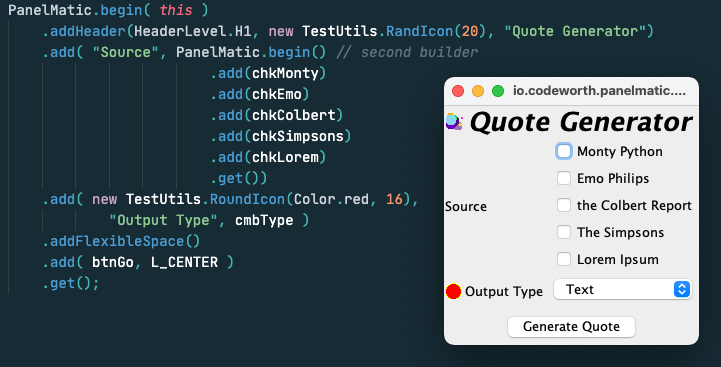 PanelMatic.begin( this )
.addHeader(HeaderLevel.H1, new TestUtils.RandIcon(20), "Quote Generator")
.add( "Source", PanelMatic.begin() // second builder
.add(chkMonty)
.add(chkEmo)
.add(chkColbert)
.add(chkSimpsons)
.add(chkLorem)
.get())
.add( new TestUtils.RoundIcon(Color.red, 16),
"Output Type", cmbType )
.addFlexibleSpace()
.add( btnGo, L_CENTER )
.get();
io.codeworth.panelmatic....
Quote Generator
Monty Python
Emo Philips
Source
the Colbert Report
The Simpsons
Lorem Ipsum
Output Type Text
Generate Quote